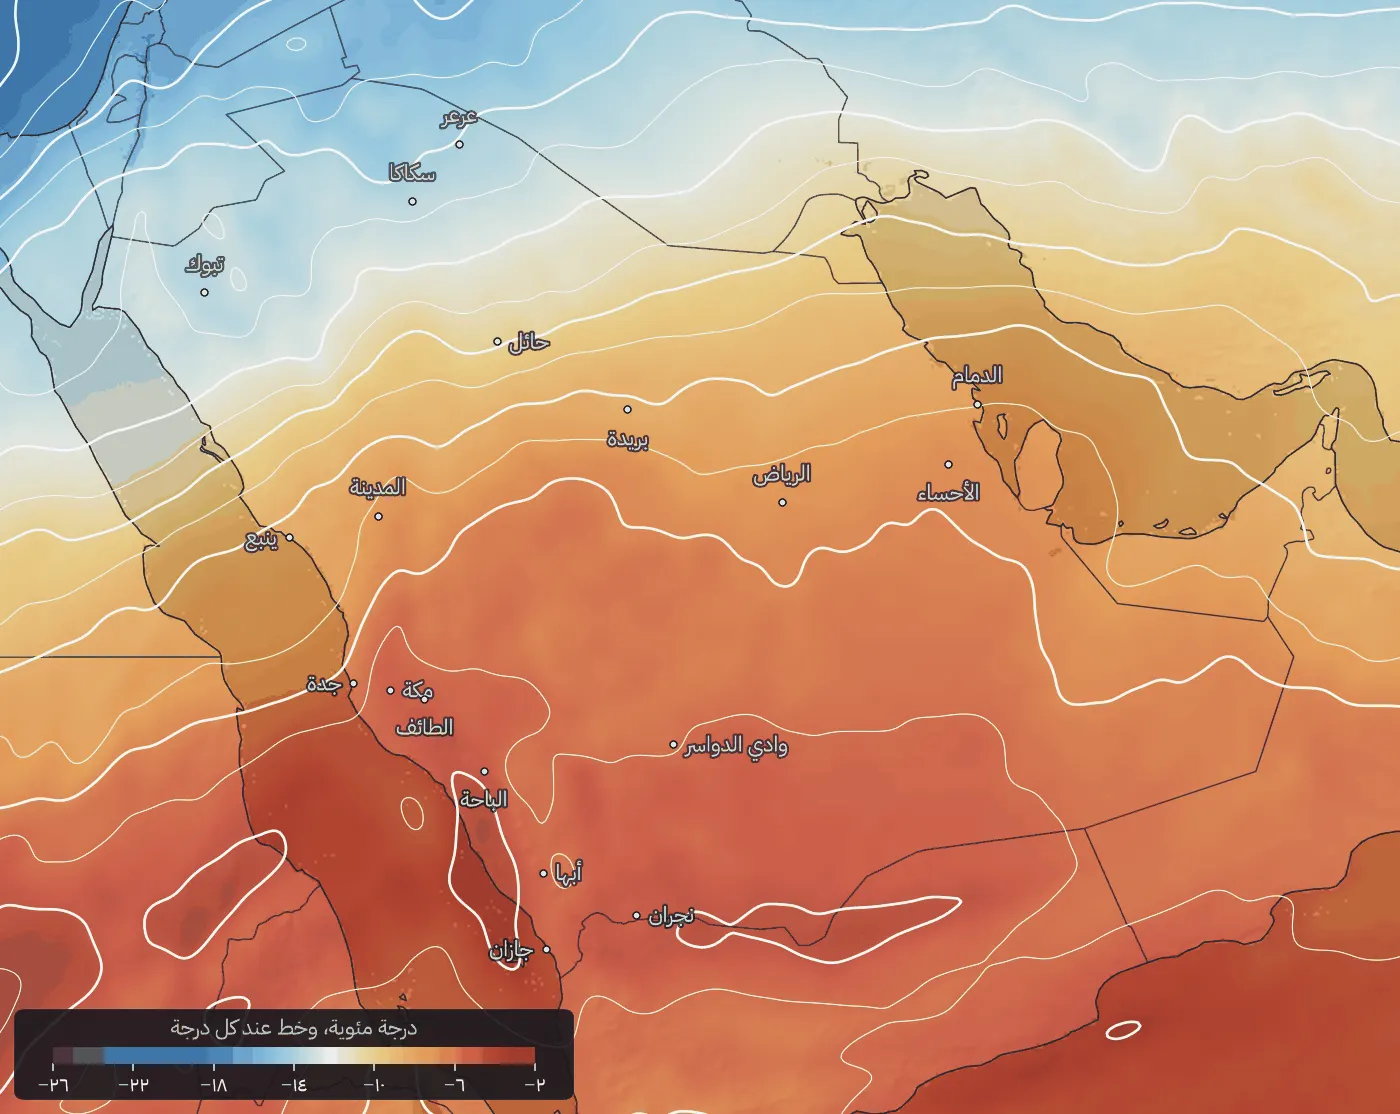 عرعر
سكاكا
تبوك
حائل
الدمام
بريدة
الرياض
المدينة
الأحساء
ينبع
جدة
مكة
الطائف
وادي الدواسر
الباحة
أبها
نجران
جازان
درجة مئوية، وخط عند كل درجة
−٢٦ −٢٢ −١٨ −١٤ −١٠ −٦ −٢